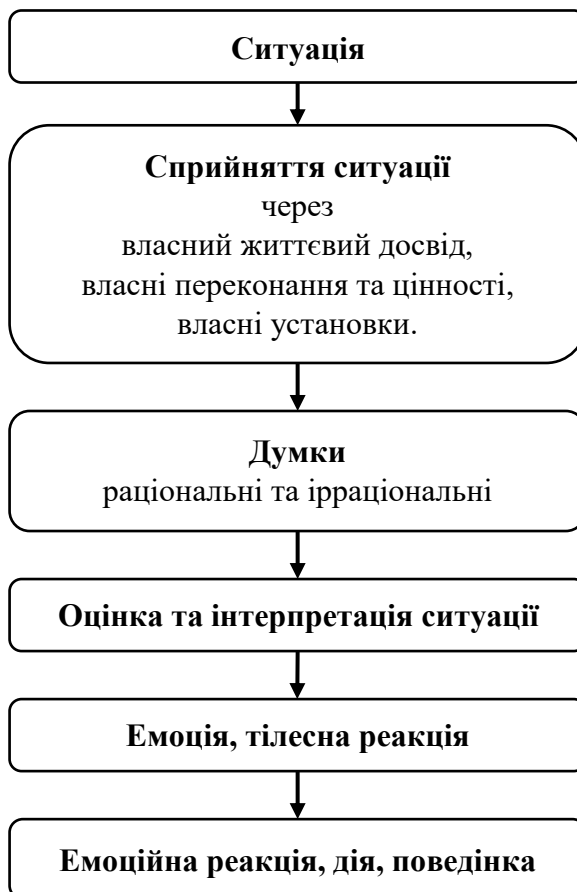 Ситуація
Сприйняття ситуації
через
власний життєвий досвід,
власні переконання та цінності,
власні установки.
Думки
раціональні та ірраціональні
Оцінка та інтерпретація ситуації
Емоція, тілесна реакція
Емоційна реакція, дія, поведінка